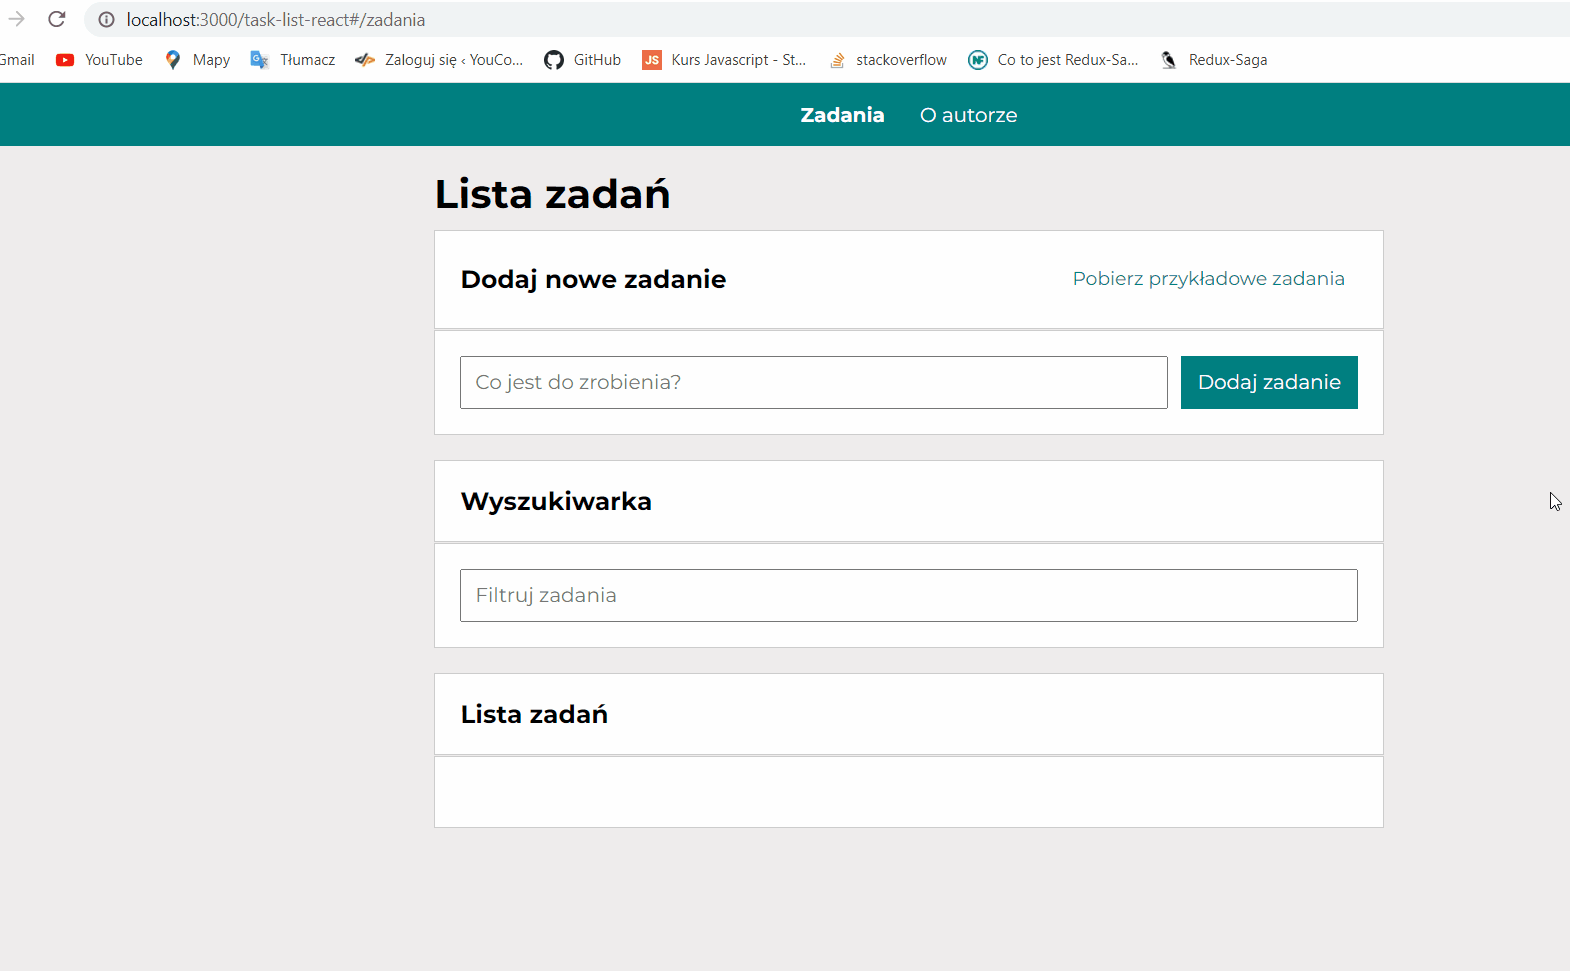 localhost:3000/task-list-react#/zadania
Gmail YouTube Mapy Tłumacz Zaloguj się ‹ YouCo... GitHub JS Kurs Javascript - St... stackoverflow NF Co to jest Redux-Sa... Redux-Saga
Zadania O autorze
Lista zadań
Dodaj nowe zadanie Pobierz przykładowe zadania
Co jest do zrobienia? Dodaj zadanie
Wyszukiwarka
Filtruj zadania
Lista zadań